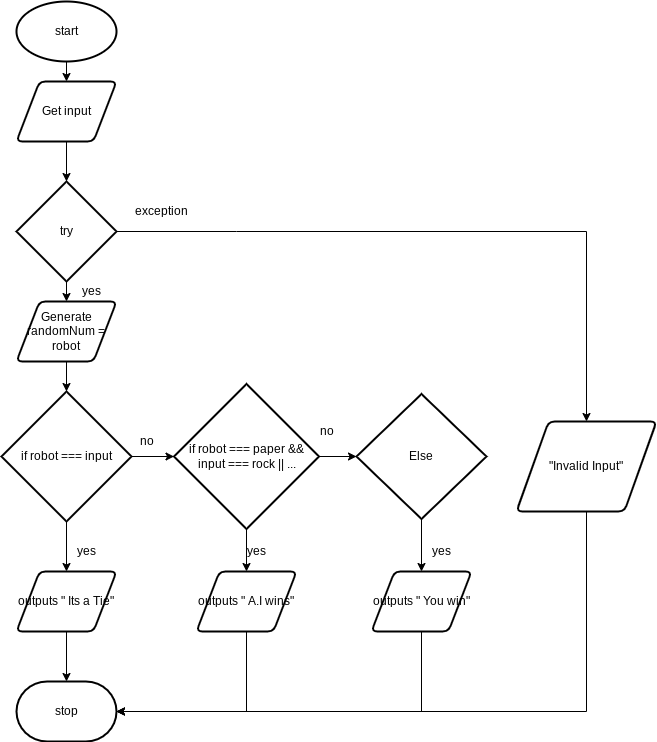 start
Get input
exception
try
yes
Generate
randomNum =
robot
no
no
if robot === input
if robot === paper &&
input === rock || ...
Else
"Invalid Input"
yes
yes
yes
outputs " Its a Tie"
outputs " A.I wins"
outputs " You win"
stop